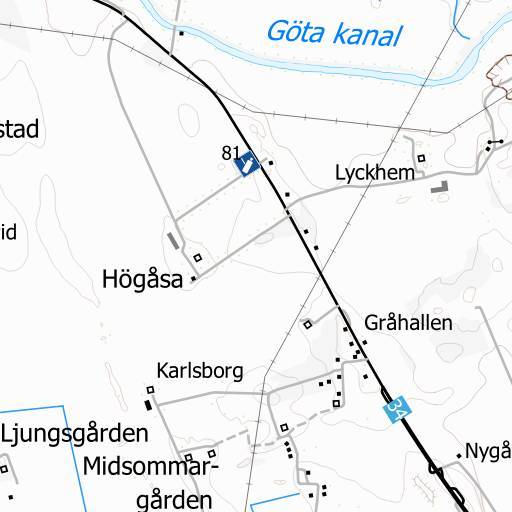 Göta kanal
stad
81
Lyckhem
id
Högåsa
Gråhallen
Karlsborg
34
Ljungsgården
Nygå
Midsommar-
gården